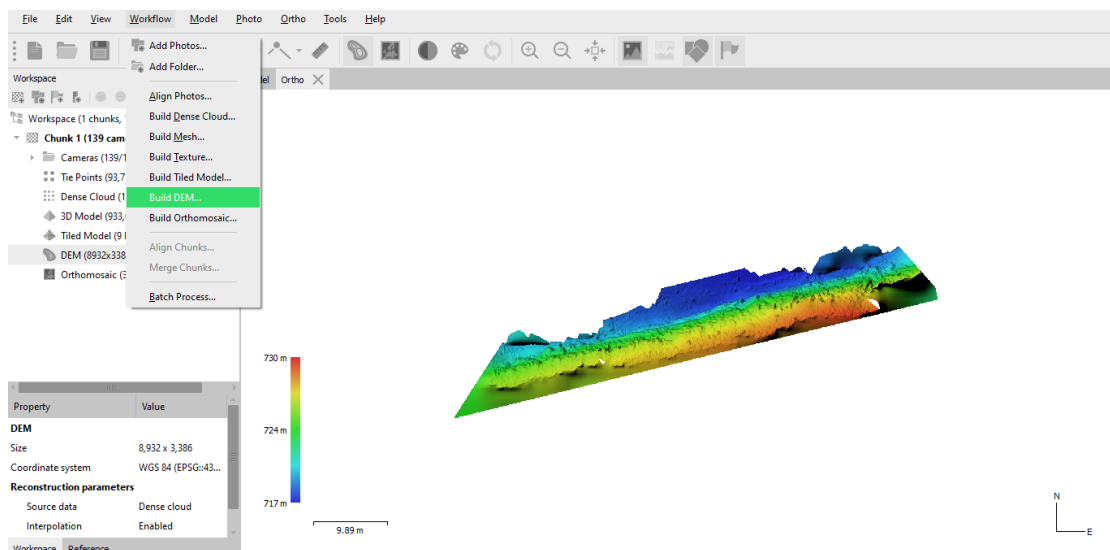 File Edit View Workflow Model Photo Ortho Tools Help
Add Photos...
Add Folder...
Workspace
Ortho
Align Photos...
Workspace (1 chunks,
Build Dense Cloud...
Chunk 1 (139 cam
Build Mesh...
Cameras (139/1
Build Texture...
Tie Points (93,7
Build Tiled Model...
Dense Cloud (1
Build DEM...
3D Model (933,
Build Orthomosaic...
Tiled Model (9
Align Chunks...
DEM (8932x338
Merge Chunks...
Orthomosaic (3
Batch Process...
730 m
724 m
717 m
9.89 m
N
E
Property Value
DEM
Size 8,932 x 3,386
Coordinate system WGS 84 (EPSG::43...
Reconstruction parameters
Source data Dense cloud
Interpolation Enabled
Workspace Reference